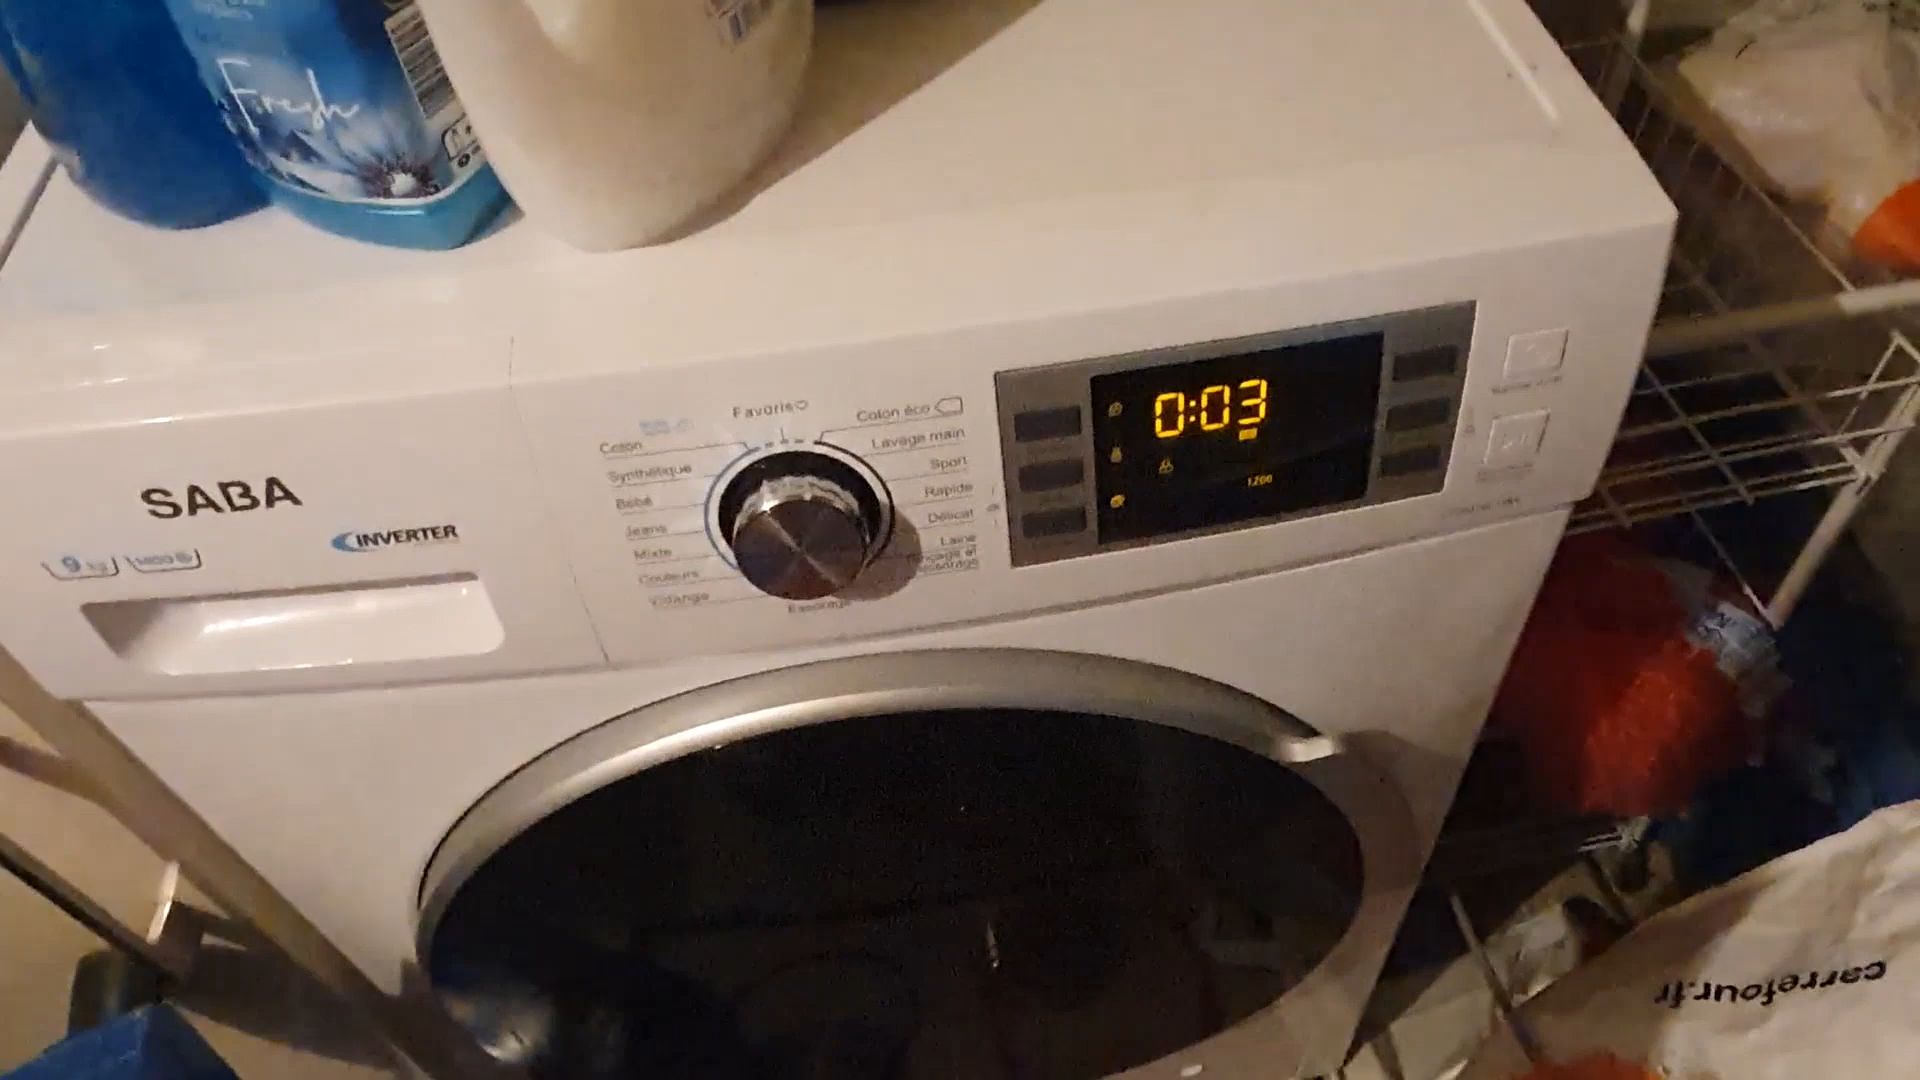 Fresh
SABA
INVERTER
9 kg
Favoris
Coton
Synthétique
Bébé
Jeans
Mixte
Couleurs
Vidange
Essorage
Coton éco
Lavage main
Sport
Rapide
Délicat
Laine
0:03
1200
carrefour.fr